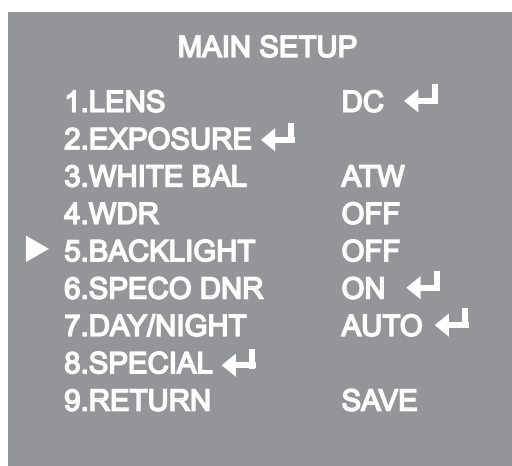 MAIN SETUP
1.LENS DC ↵
2.EXPOSURE ↵
3.WHITE BAL ATW
4.WDR OFF
▶ 5.BACKLIGHT OFF
6.SPECO DNR ON ↵
7.DAY/NIGHT AUTO ↵
8.SPECIAL ↵
9.RETURN SAVE